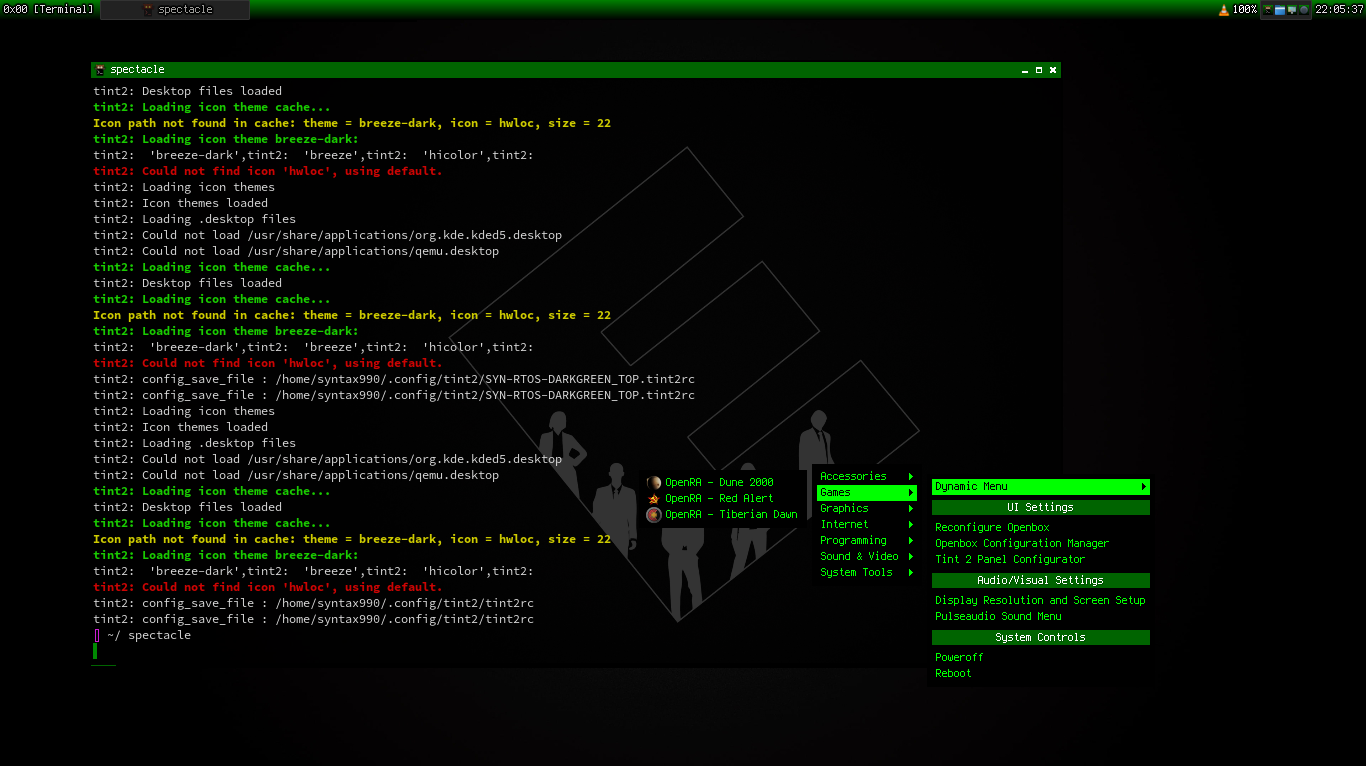 0x00 [Terminal]
spectacle
100%
22:05:37
spectacle
tint2: Desktop files loaded
tint2: Loading icon theme cache...
Icon path not found in cache: theme = breeze-dark, icon = hwloc, size = 22
tint2: Loading icon theme breeze-dark:
tint2:  'breeze-dark',tint2:  'breeze',tint2:  'hicolor',tint2:
tint2: Could not find icon 'hwloc', using default.
tint2: Loading icon themes
tint2: Icon themes loaded
tint2: Loading .desktop files
tint2: Could not load /usr/share/applications/org.kde.kded5.desktop
tint2: Could not load /usr/share/applications/qemu.desktop
tint2: Loading icon theme cache...
tint2: Desktop files loaded
tint2: Loading icon theme cache...
Icon path not found in cache: theme = breeze-dark, icon = hwloc, size = 22
tint2: Loading icon theme breeze-dark:
tint2:  'breeze-dark',tint2:  'breeze',tint2:  'hicolor',tint2:
tint2: Could not find icon 'hwloc', using default.
tint2: config_save_file : /home/syntax990/.config/tint2/SYN-RTOS-DARKGREEN_TOP.tint2rc
tint2: config_save_file : /home/syntax990/.config/tint2/SYN-RTOS-DARKGREEN_TOP.tint2rc
tint2: Loading icon themes
tint2: Icon themes loaded
tint2: Loading .desktop files
tint2: Could not load /usr/share/applications/org.kde.kded5.desktop
tint2: Could not load /usr/share/applications/qemu.desktop
tint2: Loading icon theme cache...
tint2: Desktop files loaded
tint2: Loading icon theme cache...
Icon path not found in cache: theme = breeze-dark, icon = hwloc, size = 22
tint2: Loading icon theme breeze-dark:
tint2:  'breeze-dark',tint2:  'breeze',tint2:  'hicolor',tint2:
tint2: Could not find icon 'hwloc', using default.
tint2: config_save_file : /home/syntax990/.config/tint2/tint2rc
tint2: config_save_file : /home/syntax990/.config/tint2/tint2rc
~/ spectacle
OpenRA - Dune 2000
OpenRA - Red Alert
OpenRA - Tiberian Dawn
Accessories
Games
Graphics
Internet
Programming
Sound & Video
System Tools
Dynamic Menu
UI Settings
Reconfigure Openbox
Openbox Configuration Manager
Tint 2 Panel Configurator
Audio/Visual Settings
Display Resolution and Screen Setup
Pulseaudio Sound Menu
System Controls
Poweroff
Reboot